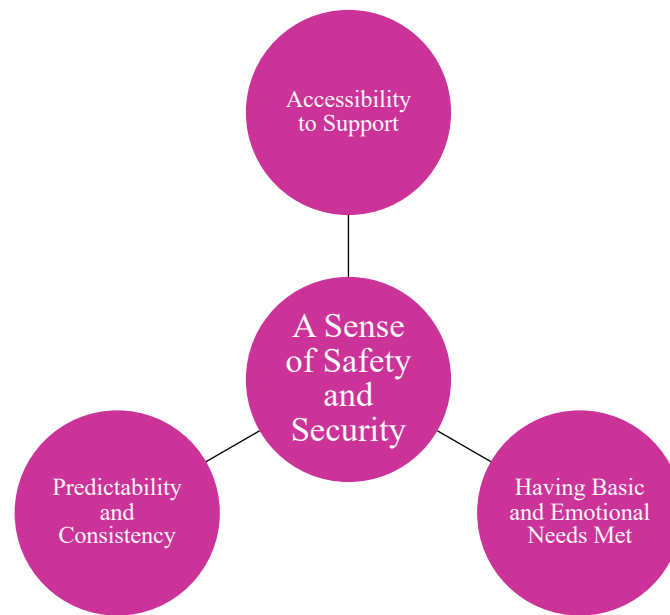 Accessibility
to Support
A Sense
of Safety
and
Security
Predictability
and
Consistency
Having Basic
and Emotional
Needs Met